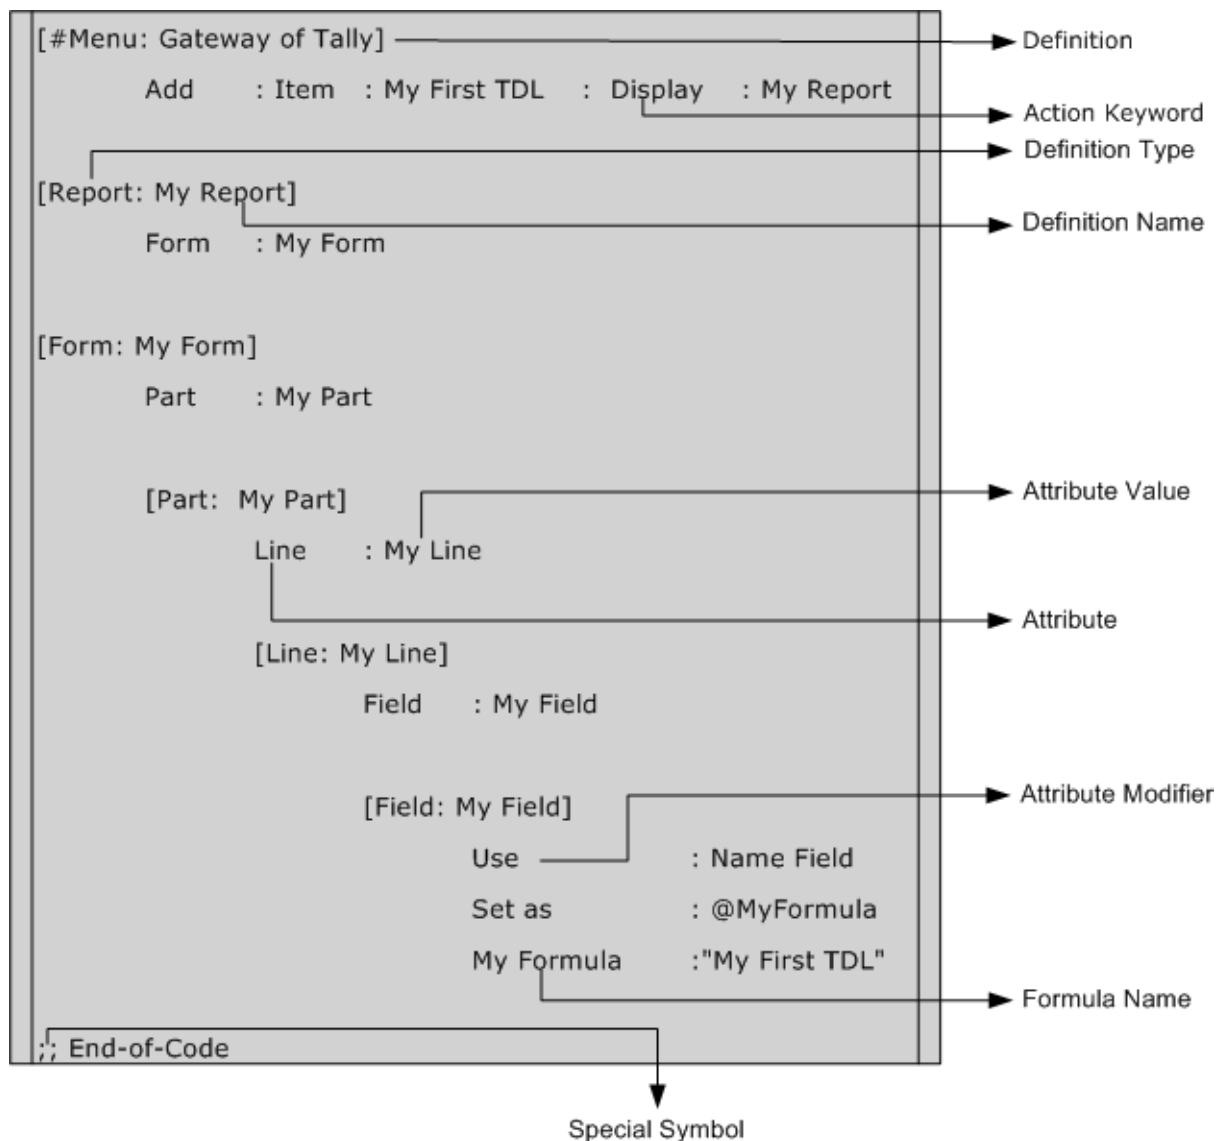 [#Menu: Gateway of Tally]
Definition
Add : Item : My First TDL : Display : My Report
Action Keyword
Definition Type
[Report: My Report]
Definition Name
Form : My Form
[Form: My Form]
Part : My Part
[Part: My Part]
Attribute Value
Line : My Line
Attribute
[Line: My Line]
Field : My Field
[Field: My Field]
Attribute Modifier
Use : Name Field
Set as : @MyFormula
My Formula :"My First TDL"
Formula Name
;; End-of-Code
Special Symbol